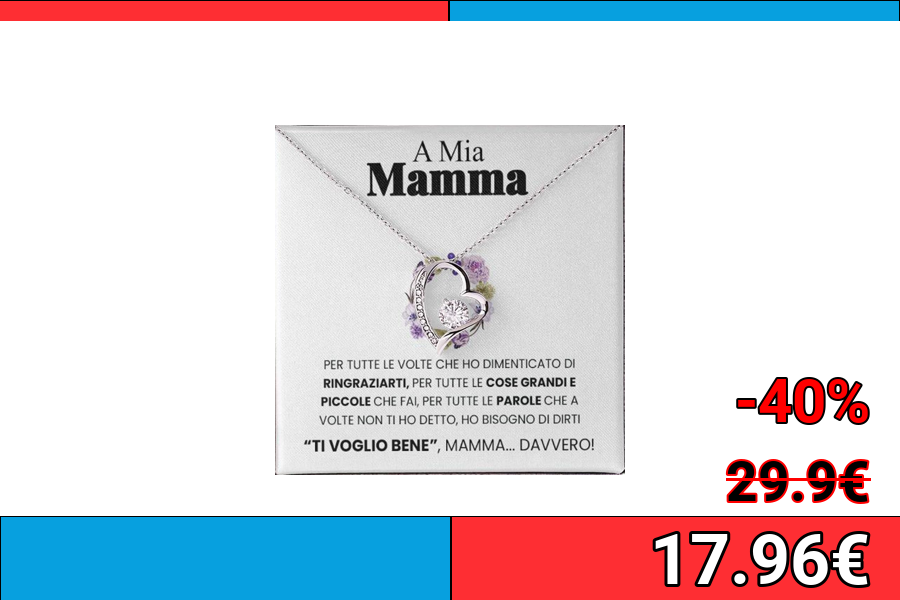 A Mia
Mamma
PER TUTTE LE VOLTE CHE HO DIMENTICATO DI
RINGRAZIARTI, PER TUTTE LE COSE GRANDI E
PICCOLE CHE FAI, PER TUTTE LE PAROLE CHE A
VOLTE NON TI HO DETTO, HO BISOGNO DI DIRTI
“TI VOGLIO BENE”, MAMMA... DAVVERO!
-40%
29.9€
17.96€